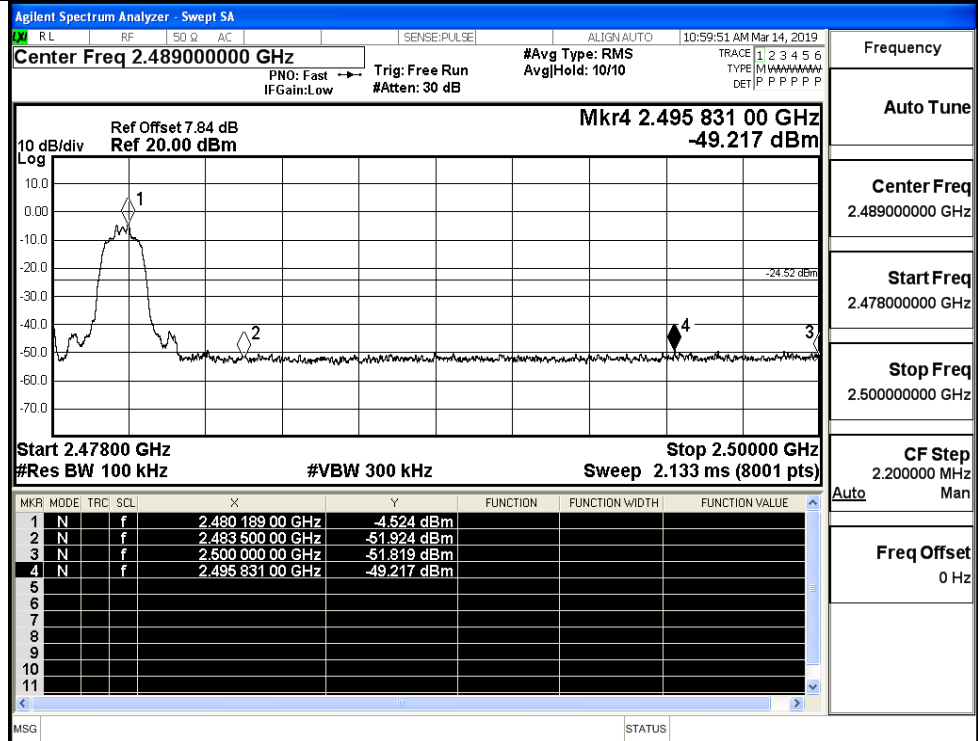 Agilent Spectrum Analyzer - Swept SA
LXI RL RF 50 Ω AC SENSE:PULSE ALIGN AUTO 10:59:51 AM Mar 14, 2019
Center Freq 2.489000000 GHz
PNO: Fast
IFGain:Low
Trig: Free Run
#Atten: 30 dB
#Avg Type: RMS
Avg|Hold: 10/10
TRACE 1 2 3 4 5 6
TYPE M WWWWW
DET P P P P P P
Mkr4 2.495 831 00 GHz
-49.217 dBm
Ref Offset 7.84 dB
10 dB/div Ref 20.00 dBm
Log
10.0
0.00
-10.0
-20.0
-30.0
-40.0
-50.0
-60.0
-70.0
1
2
4
3
-24.52 dBm
Start 2.47800 GHz Stop 2.50000 GHz
#Res BW 100 kHz #VBW 300 kHz Sweep 2.133 ms (8001 pts)
MKR MODE TRC SCL X Y FUNCTION FUNCTION WIDTH FUNCTION VALUE
1 N f 2.480 189 00 GHz -4.524 dBm
2 N f 2.483 500 00 GHz -51.924 dBm
3 N f 2.500 000 00 GHz -51.819 dBm
4 N f 2.495 831 00 GHz -49.217 dBm
5
6
7
8
9
10
11
MSG STATUS
Frequency
Auto Tune
Center Freq
2.489000000 GHz
Start Freq
2.478000000 GHz
Stop Freq
2.500000000 GHz
CF Step
2.200000 MHz
Auto Man
Freq Offset
0 Hz